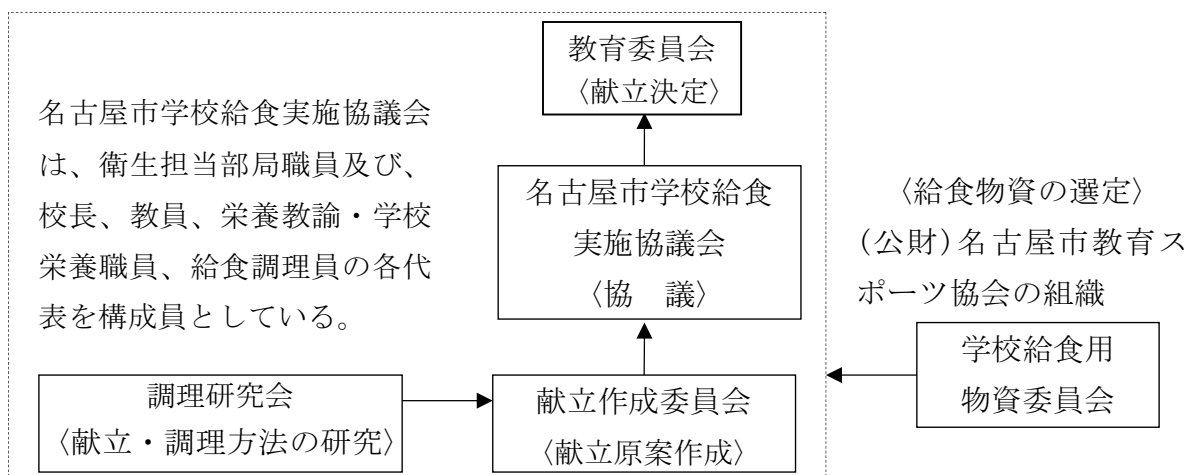 教育委員会
〈献立決定〉
名古屋市学校給食実施協議会
は、衛生担当部局職員及び、
校長、教員、栄養教諭・学校
栄養職員、給食調理員の各代
表を構成員としている。
名古屋市学校給食
実施協議会
〈協　議〉
〈給食物資の選定〉
(公財)名古屋市教育ス
ポーツ協会の組織
学校給食用
物資委員会
調理研究会
〈献立・調理方法の研究〉
献立作成委員会
〈献立原案作成〉